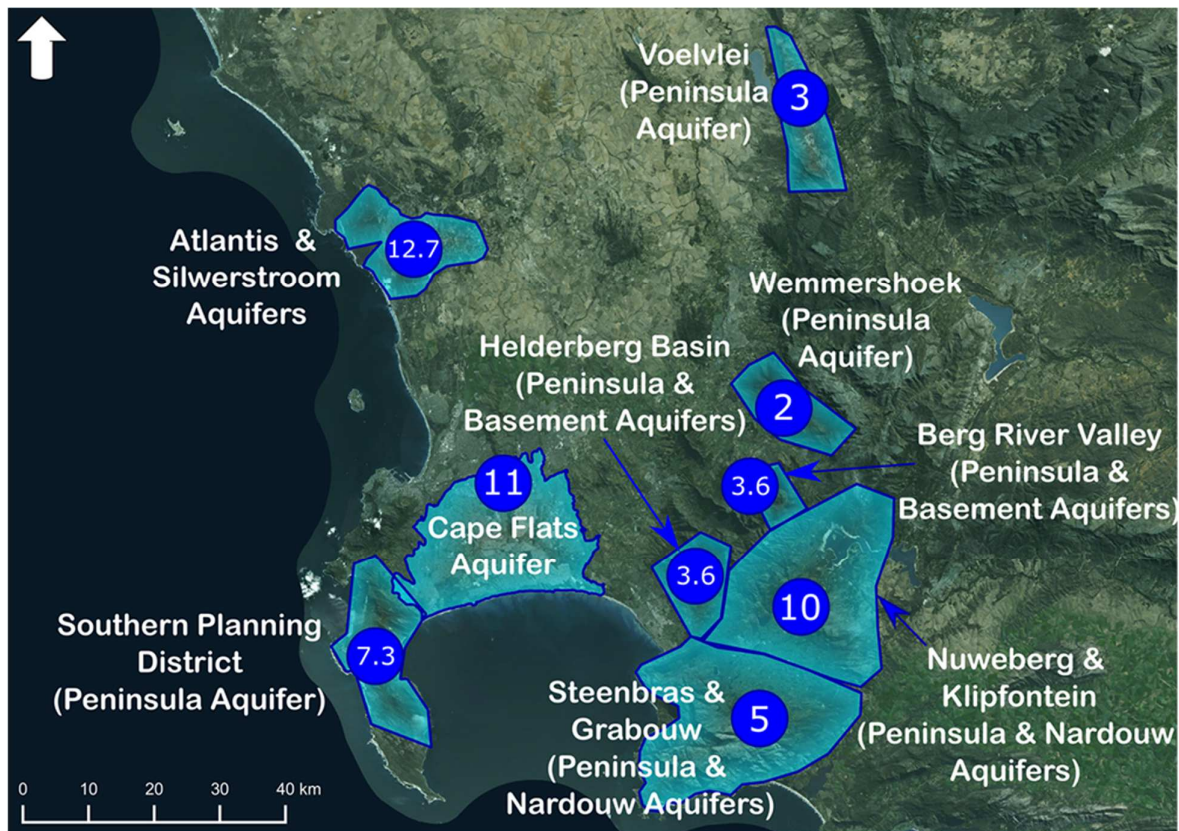 Voelvlei
(Peninsula
Aquifer)
3
Atlantis &
Silwerstroom
Aquifers
12.7
Wemmershoek
(Peninsula
Aquifer)
2
Helderberg Basin
(Peninsula &
Basement Aquifers)
Berg River Valley
(Peninsula &
Basement Aquifers)
3.6
11
Cape Flats
Aquifer
3.6
10
Southern Planning
District
(Peninsula Aquifer)
7.3
Nuweberg &
Klipfontein
(Peninsula & Nardouw
Aquifers)
Steenbras &
Grabouw
(Peninsula &
Nardouw Aquifers)
5
0 10 20 30 40 km